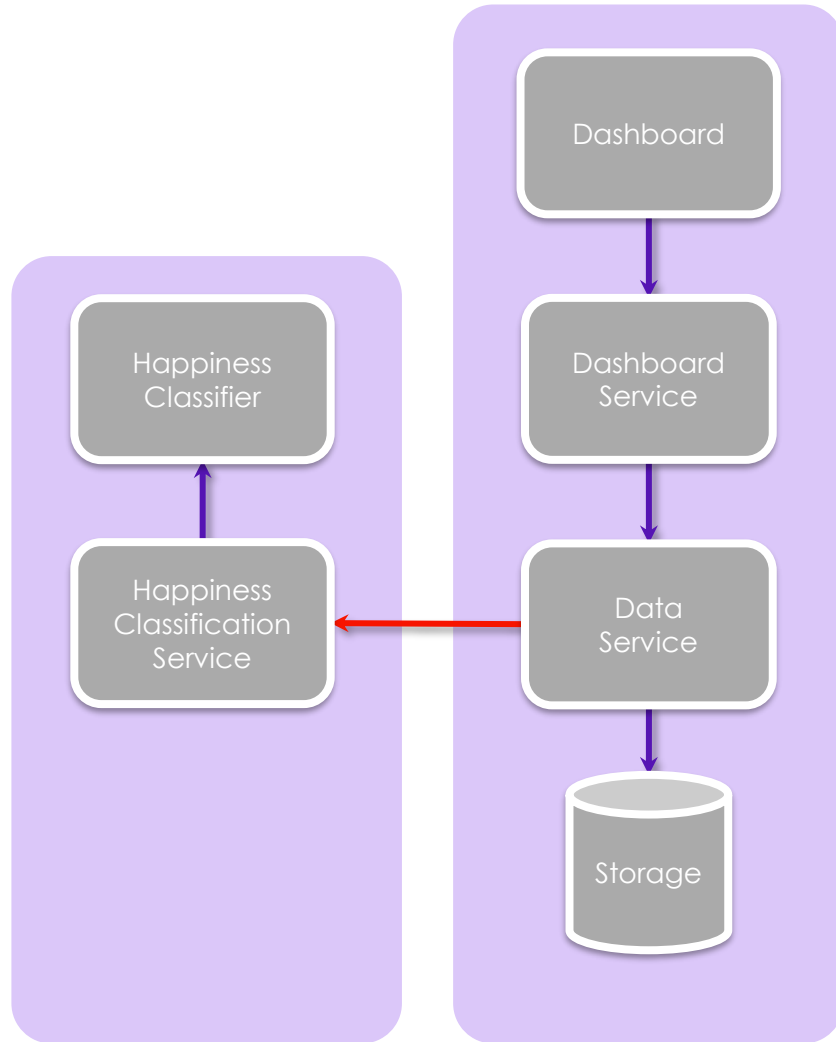 Dashboard
Happiness
Classifier
Dashboard
Service
Happiness
Classification
Service
Data
Service
Storage